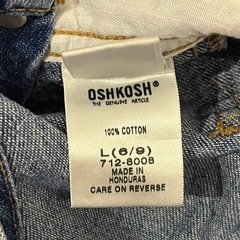 OSHKOSH®
THE GENUINE ARTICLE
100% COTTON
L(6/9)
712-8008
MADE IN
HONDURAS
CARE ON REVERSE